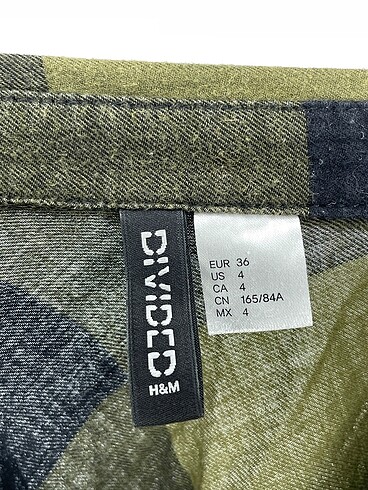 DIVIDED
H&M
EUR 36
US 4
CA 4
CN 165/84A
MX 4